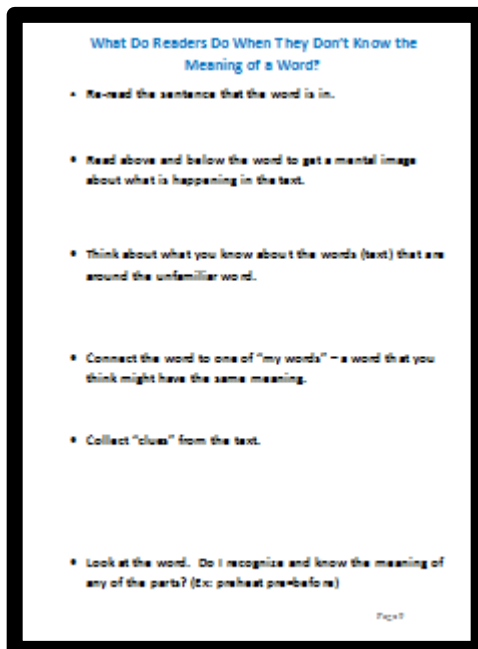 What Do Readers Do When They Don't Know the
Meaning of a Word?
• Re-read the sentence that the word is in.
• Read above and below the word to get a mental image
about what is happening in the text.
• Think about what you know about the words (text) that are
around the unfamiliar word.
• Connect the word to one of "my words" – a word that you
think might have the same meaning.
• Collect "clues" from the text.
• Look at the word. Do I recognize and know the meaning of
any of the parts? (Ex: preheat pre=before)
Page